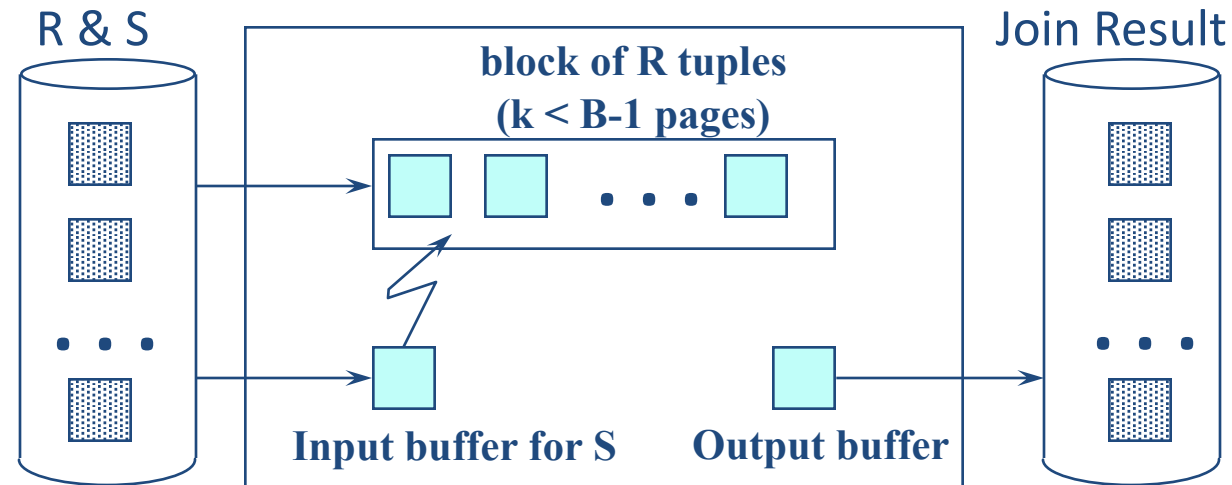 R & S
block of R tuples
(k < B-1 pages)
Join Result
. . .
. . .
. . .
Input buffer for S
Output buffer